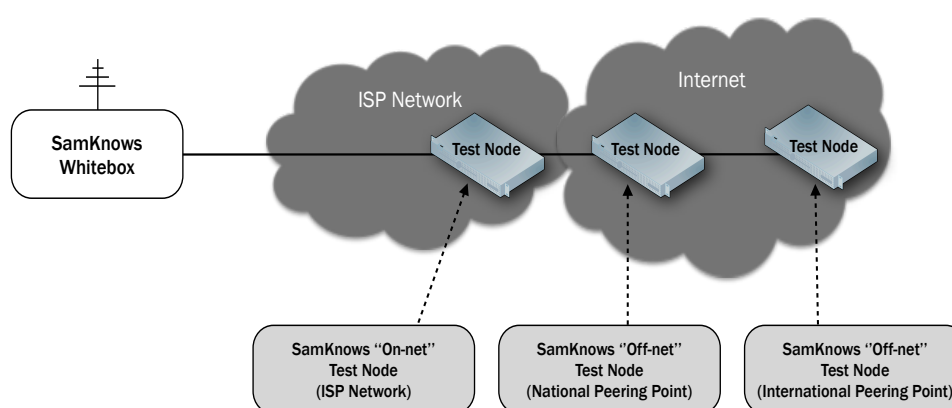 ISP Network
Internet
SamKnows
Whitebox
Test Node
Test Node
Test Node
SamKnows “On-net”
Test Node
(ISP Network)
SamKnows “Off-net”
Test Node
(National Peering Point)
SamKnows “Off-net”
Test Node
(International Peering Point)